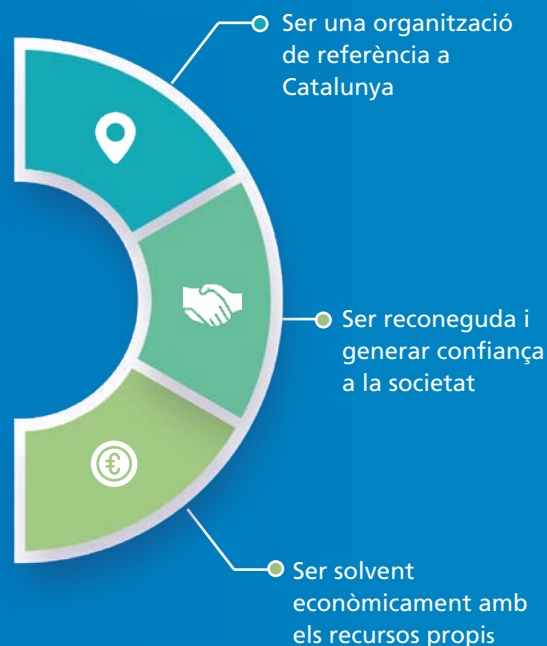 Ser una organització
de referència a
Catalunya
Ser reconeguda i
generar confiança
a la societat
€
Ser solvent
econòmicament amb
els recursos propis